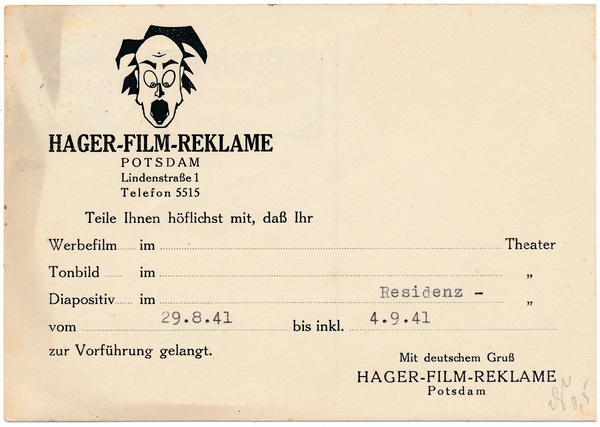 HAGER-FILM-REKLAME
POTSDAM
Lindenstraße 1
Telefon 5515
Teile Ihnen höflichst mit, daß Ihr
Werbefilm im Theater
Tonbild im „
Diapositiv im Residenz - „
vom 29.8.41 bis inkl. 4.9.41
zur Vorführung gelangt.
Mit deutschem Gruß
HAGER-FILM-REKLAME
Potsdam